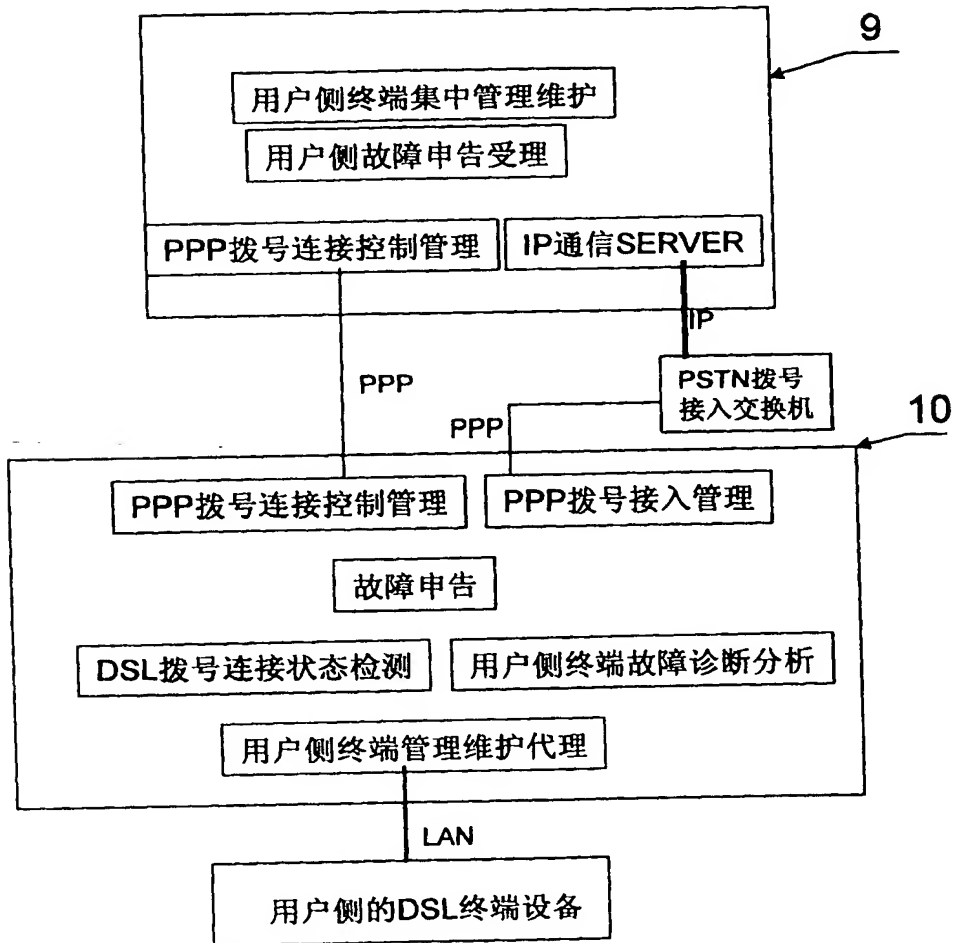 9
用户侧终端集中管理维护
用户侧故障申告受理
PPP拨号连接控制管理
IP通信SERVER
IP
PPP
PSTN拨号
接入交换机
PPP
10
PPP拨号连接控制管理
PPP拨号接入管理
故障申告
DSL拨号连接状态检测
用户侧终端故障诊断分析
用户侧终端管理维护代理
LAN
用户侧的DSL终端设备